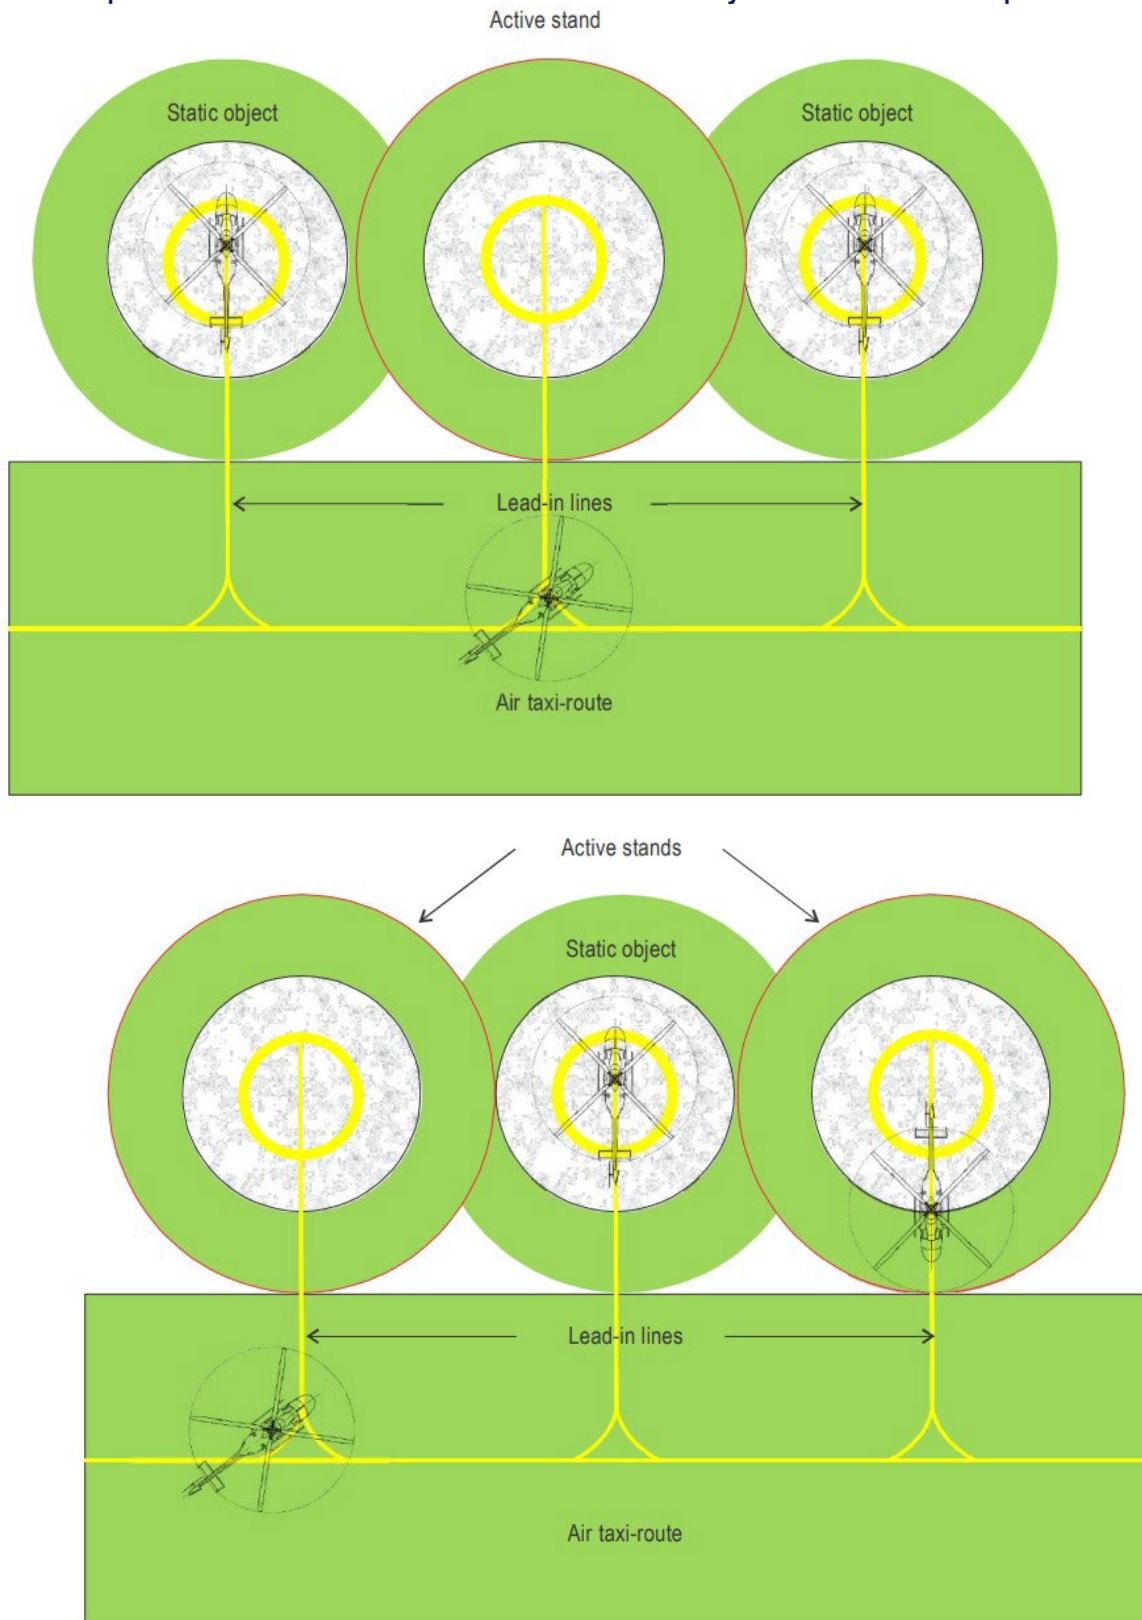 Active stand
Static object
Static object
Lead-in lines
Air taxi-route
Active stands
Static object
Lead-in lines
Air taxi-route